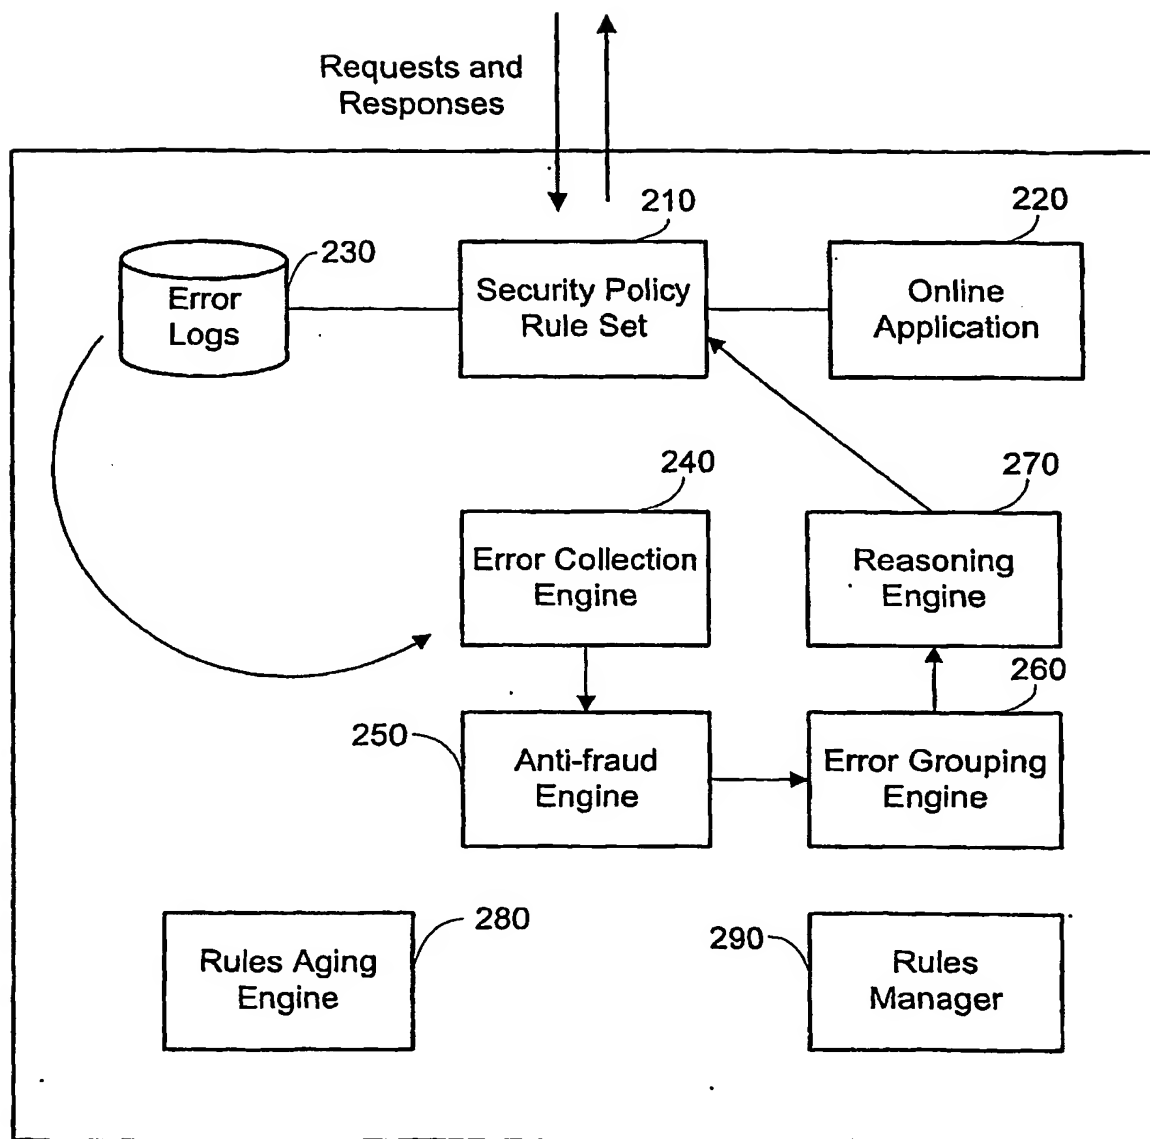 Requests and
Responses
210
220
230
Error
Logs
Security Policy
Rule Set
Online
Application
240
270
Error Collection
Engine
Reasoning
Engine
260
250
Anti-fraud
Engine
Error Grouping
Engine
280
290
Rules Aging
Engine
Rules
Manager